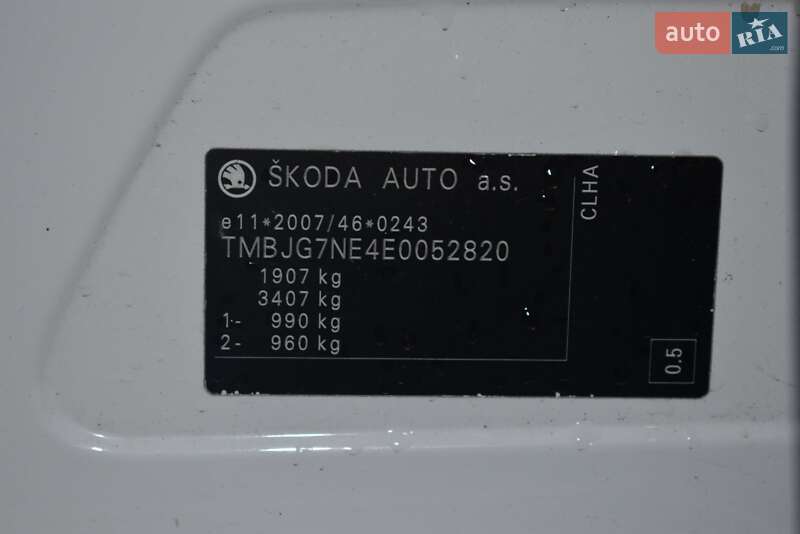 auto RIA .com
ŠKODA AUTO a.s.
e11*2007/46*0243
TMBJG7NE4E0052820
1907 kg
3407 kg
1- 990 kg
2- 960 kg
CLHA
0.5